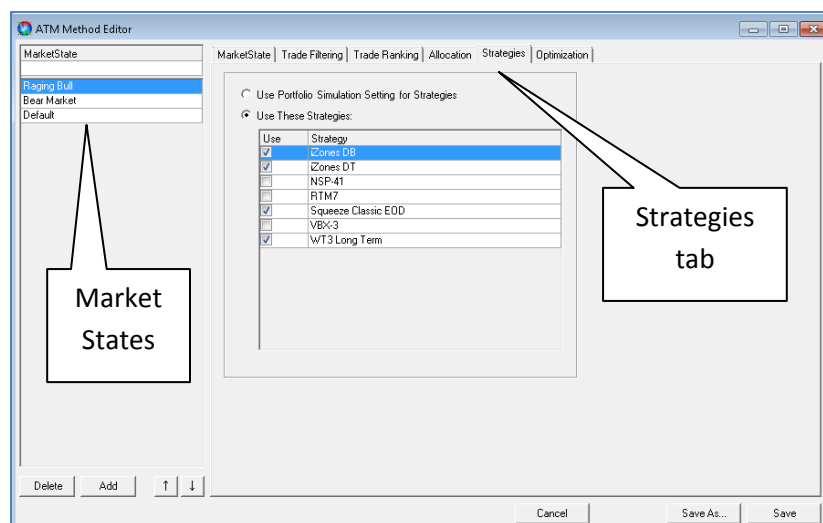 ATM Method Editor
MarketState
Raging Bull
Bear Market
Default
MarketState Trade Filtering Trade Ranking Allocation Strategies Optimization
Use Portfolio Simulation Setting for Strategies
Use These Strategies:
Use Strategy
iZones DB
iZones DT
NSP-41
RTM7
Squeeze Classic EOD
VBX-3
WT3 Long Term
Market
States
Strategies
tab
Delete Add ↑ ↓
Cancel Save As... Save